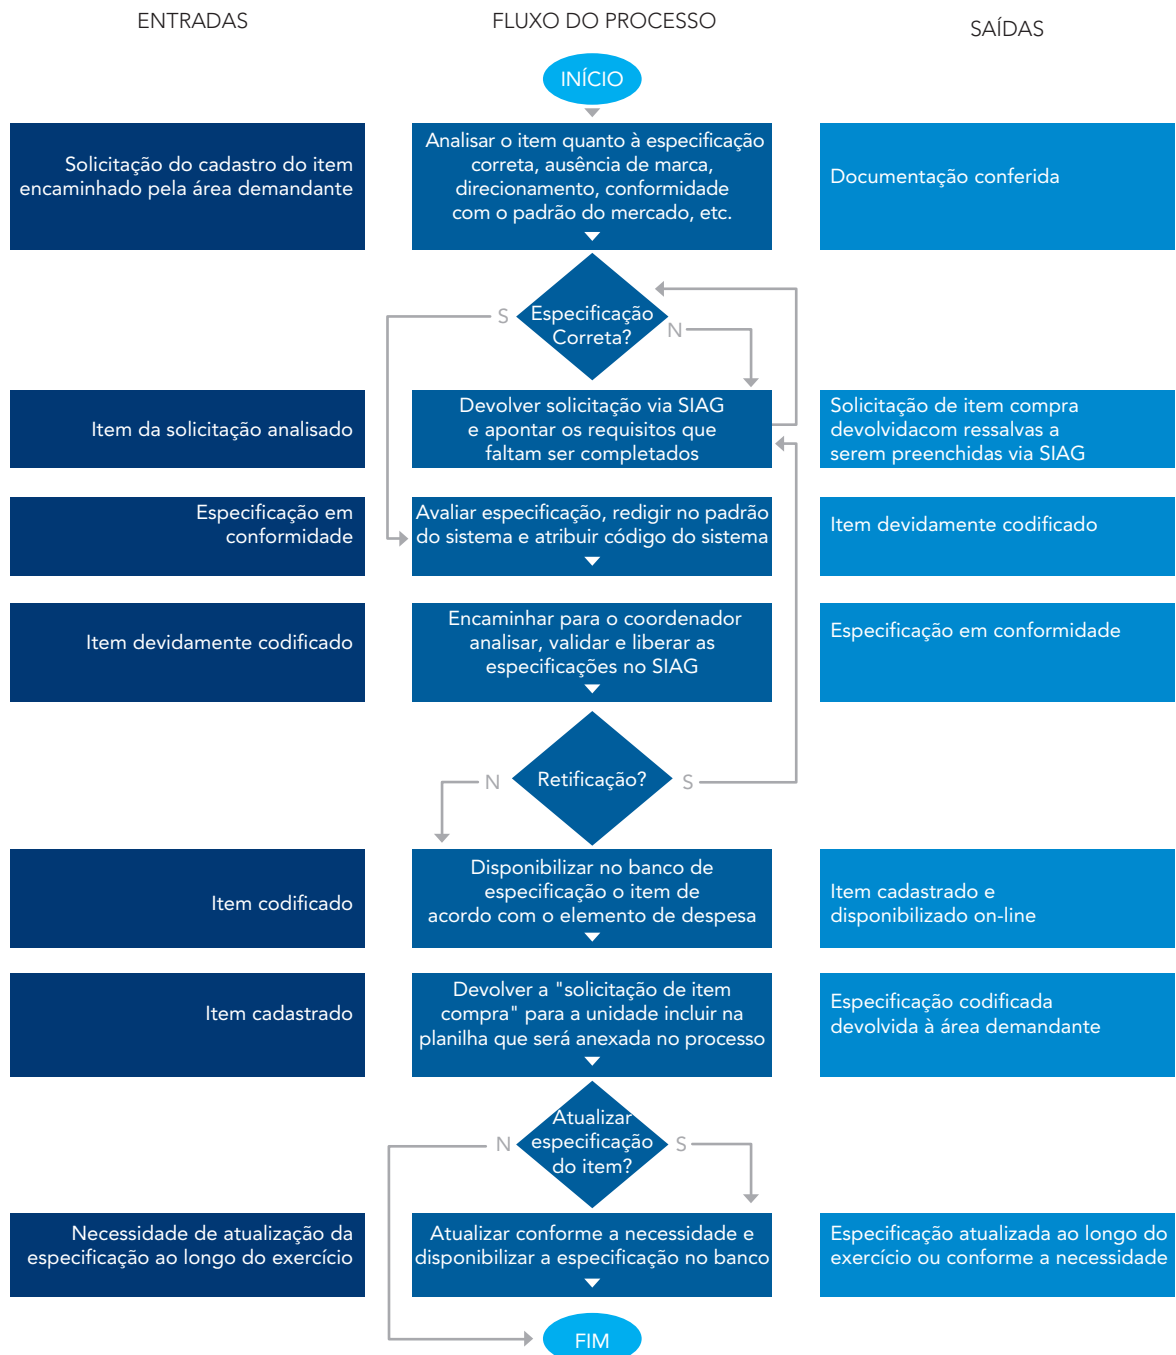 ENTRADAS
FLUXO DO PROCESSO
SAÍDAS
INÍCIO
Solicitação do cadastro do item
encaminhado pela área demandante
Analisar o item quanto à especificação
correta, ausência de marca,
direcionamento, conformidade
com o padrão do mercado, etc.
Documentação conferida
S
Especificação
Correta?
N
Item da solicitação analisado
Devolver solicitação via SIAG
e apontar os requisitos que
faltam ser completados
Solicitação de item compra
devolvidacom ressalvas a
serem preenchidas via SIAG
Especificação em
conformidade
Avaliar especificação, redigir no padrão
do sistema e atribuir código do sistema
Item devidamente codificado
Item devidamente codificado
Encaminhar para o coordenador
analisar, validar e liberar as
especificações no SIAG
Especificação em conformidade
N
Retificação?
S
Item codificado
Disponibilizar no banco de
especificação o item de
acordo com o elemento de despesa
Item cadastrado e
disponibilizado on-line
Item cadastrado
Devolver a "solicitação de item
compra" para a unidade incluir na
planilha que será anexada no processo
Especificação codificada
devolvida à área demandante
N
Atualizar
especificação
do item?
S
Necessidade de atualização da
especificação ao longo do exercício
Atualizar conforme a necessidade e
disponibilizar a especificação no banco
Especificação atualizada ao longo do
exercício ou conforme a necessidade
FIM